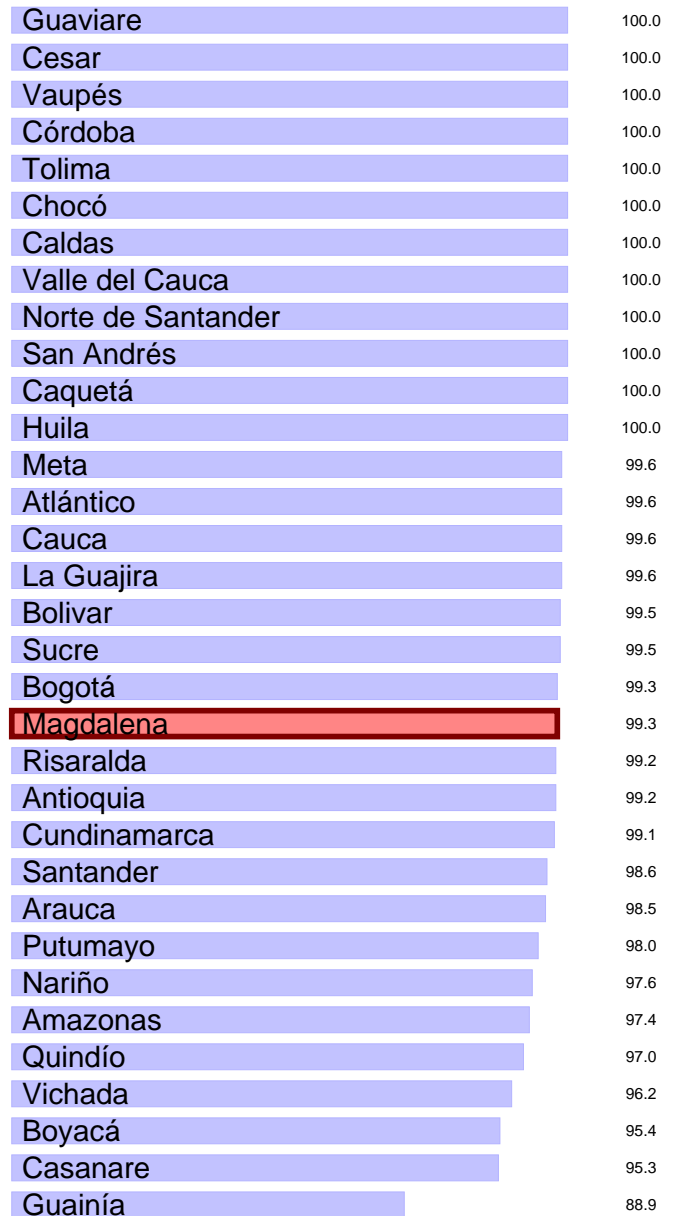 Guaviare 100.0
Cesar 100.0
Vaupés 100.0
Córdoba 100.0
Tolima 100.0
Chocó 100.0
Caldas 100.0
Valle del Cauca 100.0
Norte de Santander 100.0
San Andrés 100.0
Caquetá 100.0
Huila 100.0
Meta 99.6
Atlántico 99.6
Cauca 99.6
La Guajira 99.6
Bolivar 99.5
Sucre 99.5
Bogotá 99.3
Magdalena 99.3
Risaralda 99.2
Antioquia 99.2
Cundinamarca 99.1
Santander 98.6
Arauca 98.5
Putumayo 98.0
Nariño 97.6
Amazonas 97.4
Quindío 97.0
Vichada 96.2
Boyacá 95.4
Casanare 95.3
Guainía 88.9